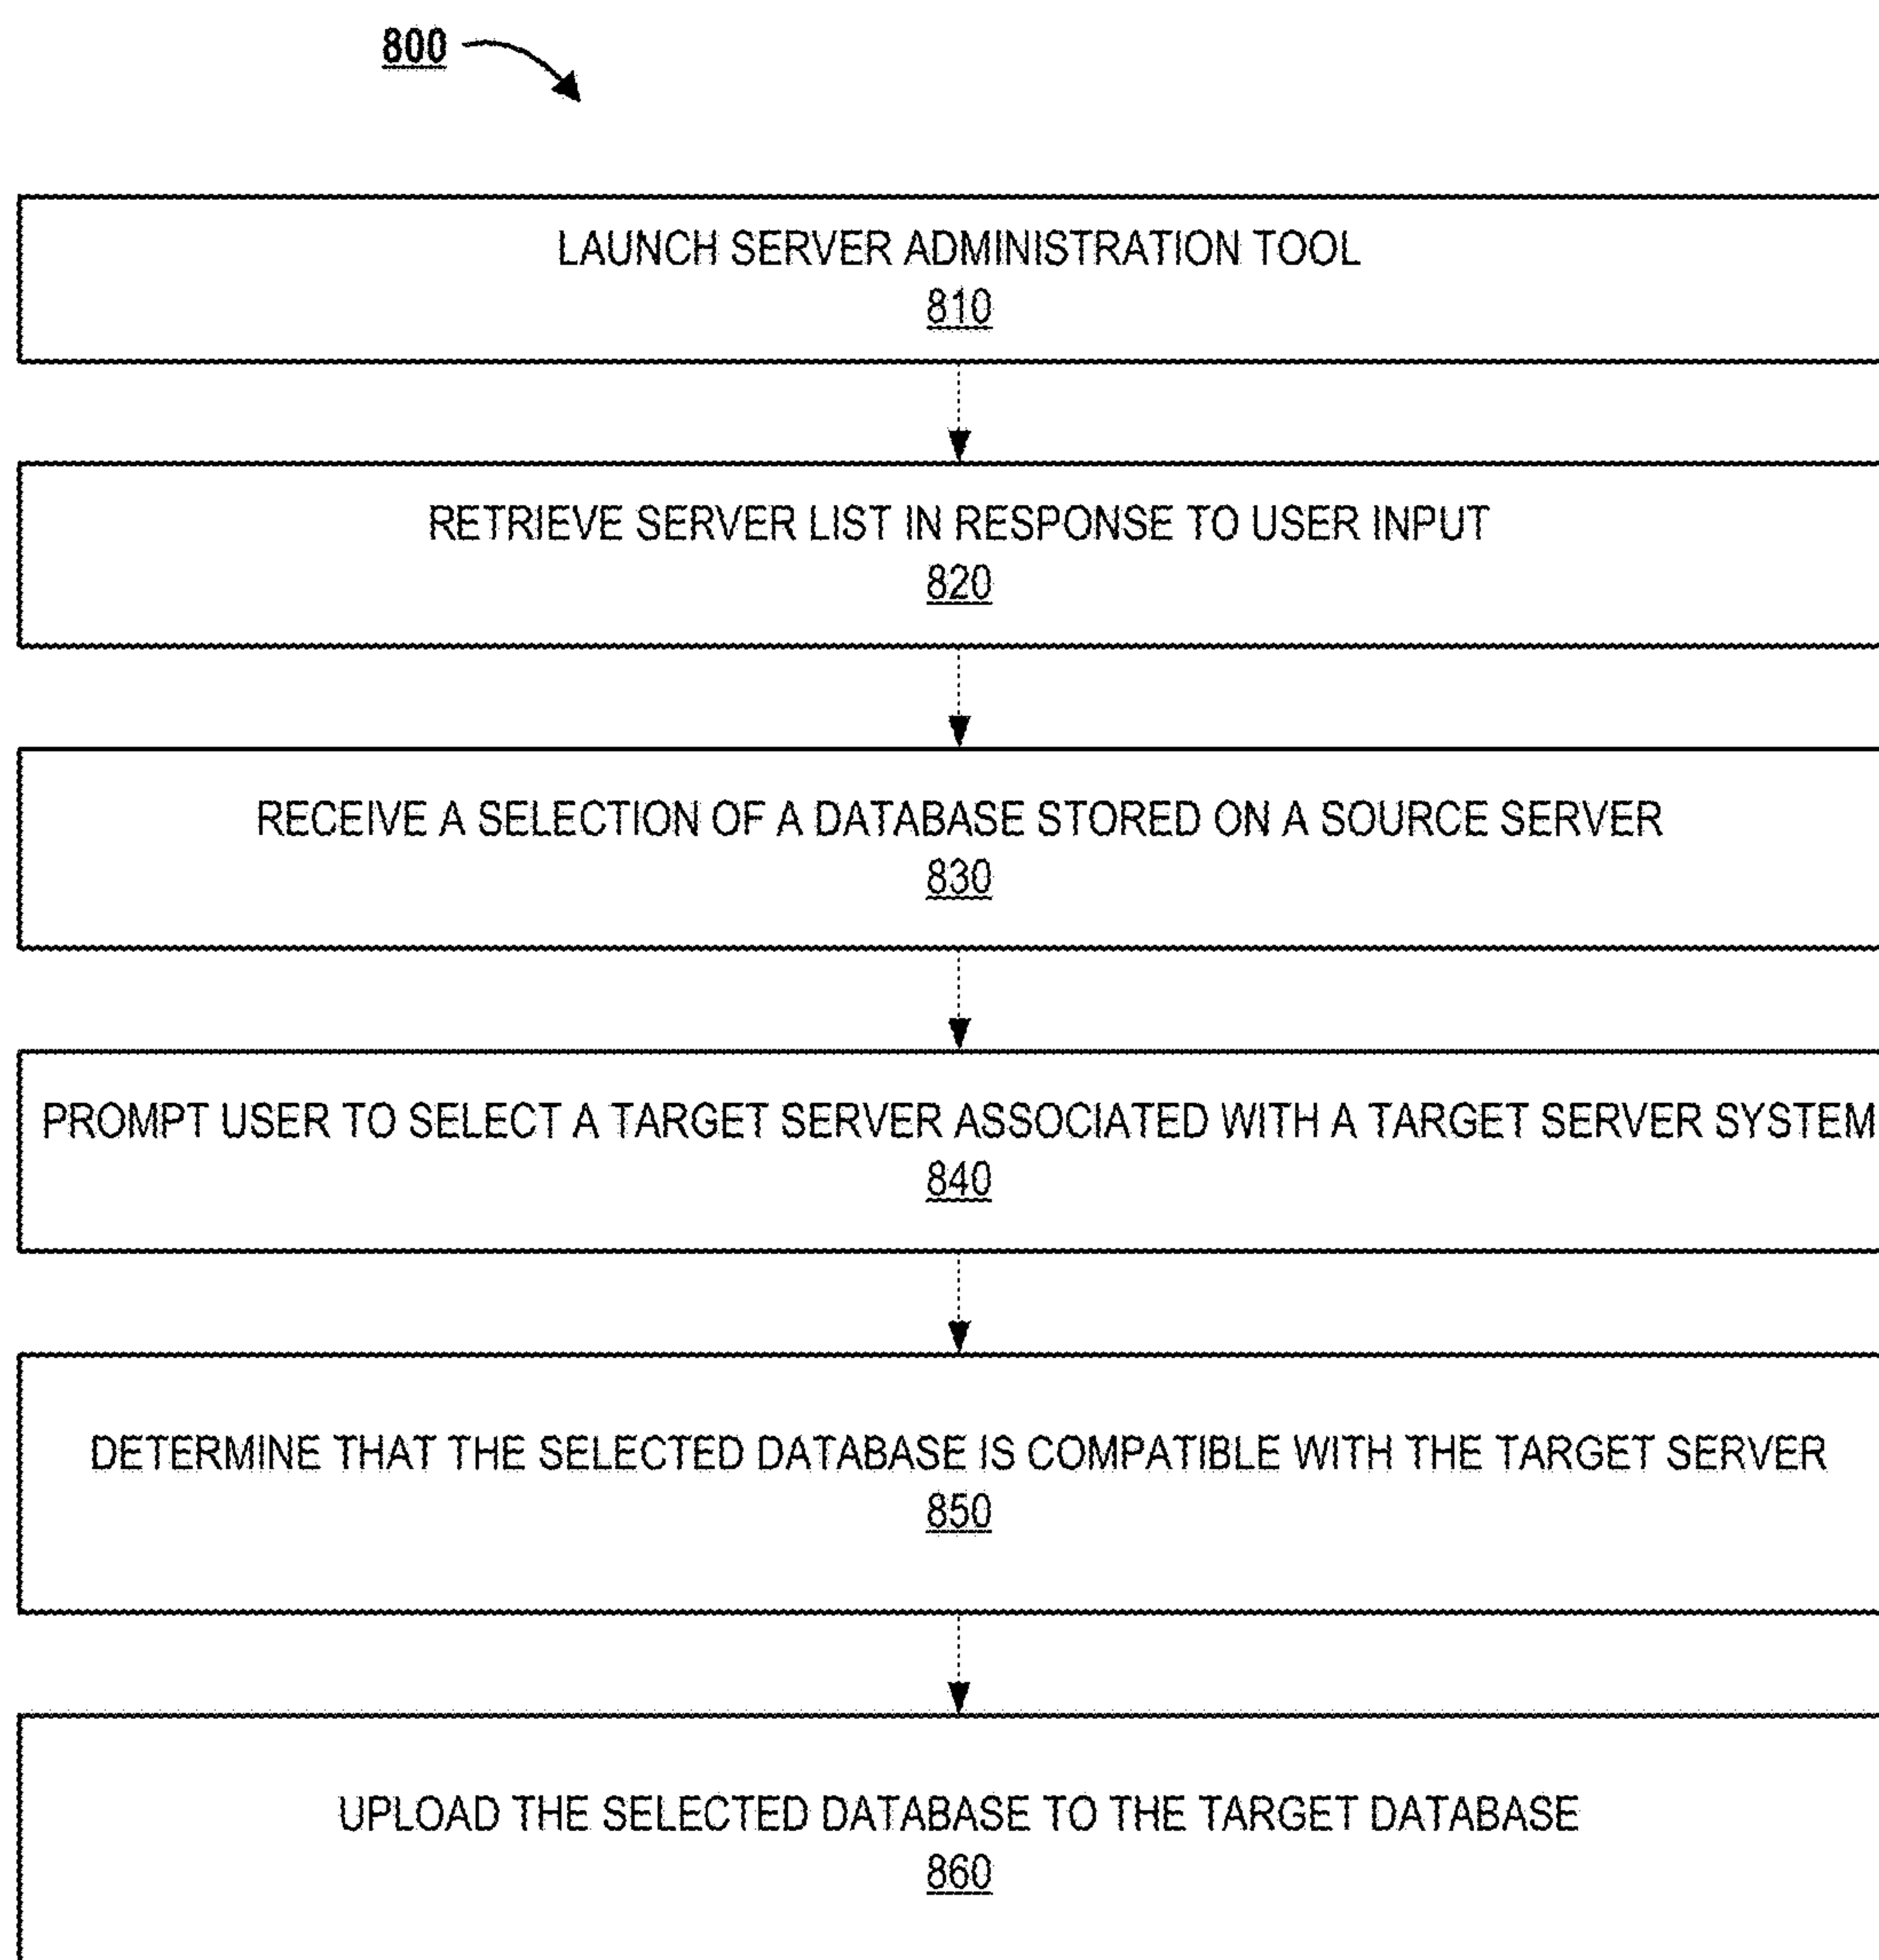 800
LAUNCH SERVER ADMINISTRATION TOOL
810
RETRIEVE SERVER LIST IN RESPONSE TO USER INPUT
820
RECEIVE A SELECTION OF A DATABASE STORED ON A SOURCE SERVER
830
PROMPT USER TO SELECT A TARGET SERVER ASSOCIATED WITH A TARGET SERVER SYSTEM
840
DETERMINE THAT THE SELECTED DATABASE IS COMPATIBLE WITH THE TARGET SERVER
850
UPLOAD THE SELECTED DATABASE TO THE TARGET DATABASE
860